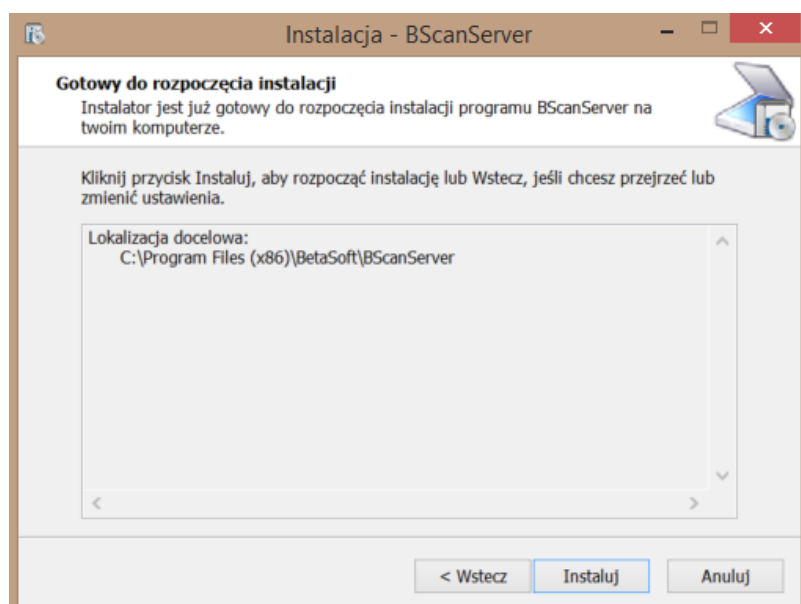 Instalacja - BScanServer
Gotowy do rozpoczęcia instalacji
Instalator jest już gotowy do rozpoczęcia instalacji programu BScanServer na
twoim komputerze.
Kliknij przycisk Instaluj, aby rozpocząć instalację lub Wstecz, jeśli chcesz przejrzeć lub
zmienić ustawienia.
Lokalizacja docelowa:
C:\Program Files (x86)\BetaSoft\BScanServer
< Wstecz Instaluj Anuluj